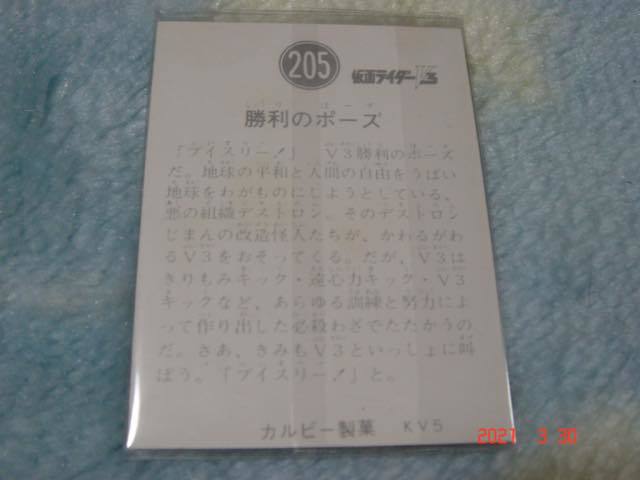 205 仮面ライダーV3
しょうり ぽーず
勝利のポーズ
「ブイスリー!」 V3勝利のポーズ
だ。地球の平和と人間の自由をうばい
地球をわがものにしようとしている、
悪の組織デストロン。そのデストロン
じまんの改造怪人たちが、かわるがわ
るV3をおそってくる。だが、V3は
きりもみキック・遠心力キック・V3
キックなど、あらゆる訓練と努力によ
って作り出した必殺わざでたたかうの
だ。さあ、きみもV3といっしょに叫
ぼう。「ブイスリー!」と。
カルビー製菓 KV5
2021 3 30